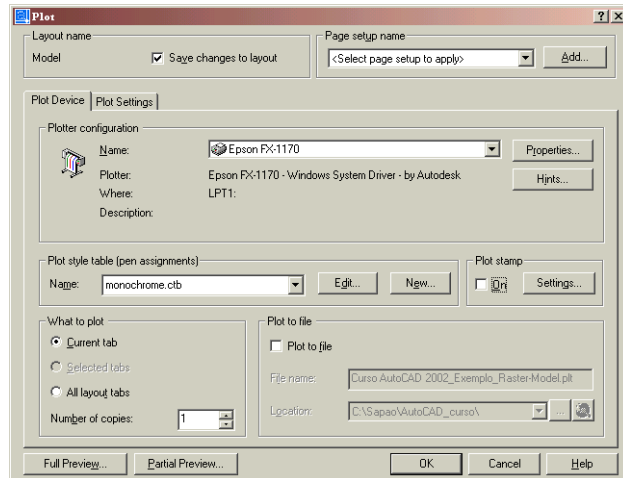 Plot
Layout name
Model
Save changes to layout
Page setup name
<Select page setup to apply>
Add...
Plot Device
Plot Settings
Plotter configuration
Name:
Epson FX-1170
Properties...
Plotter:
Epson FX-1170 - Windows System Driver - by Autodesk
Hints...
Where:
LPT1:
Description:
Plot style table (pen assignments)
Name:
monochrome.ctb
Edit...
New...
Plot stamp
On
Settings...
What to plot
Current tab
Selected tabs
All layout tabs
Number of copies:
1
Plot to file
Plot to file
File name:
Curso AutoCAD 2002_Exemplo_Raster-Model.plt
Location:
C:\Sapao\AutoCAD_curso\
...
Full Preview...
Partial Preview...
OK
Cancel
Help